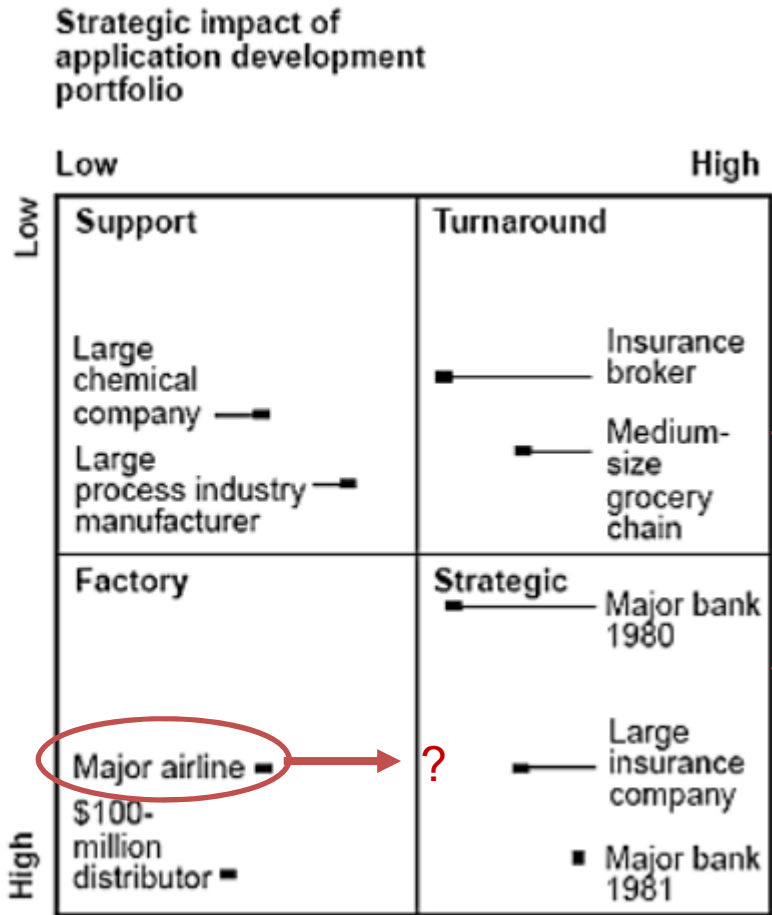 Strategic impact of
application development
portfolio
Low
High
Low
Support
Large
chemical
company
Large
process industry
manufacturer
Turnaround
Insurance
broker
Medium-
size
grocery
chain
High
Factory
Major airline
$100-
million
distributor
Strategic
Major bank
1980
?
Large
insurance
company
Major bank
1981